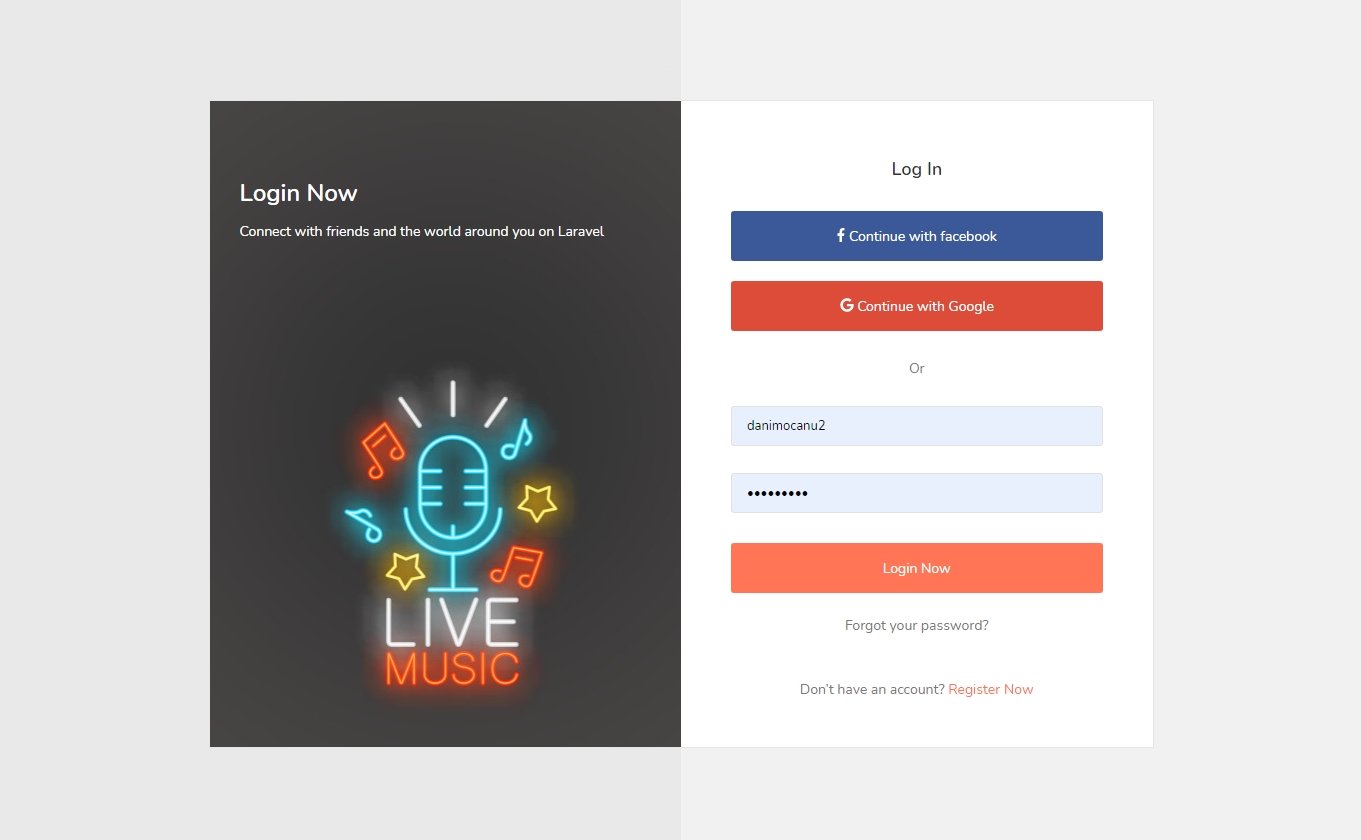 Login Now
Connect with friends and the world around you on Laravel
LIVE
MUSIC
Log In
Continue with facebook
Continue with Google
Or
danimocanu2
•••••••••
Login Now
Forgot your password?
Don't have an account? Register Now